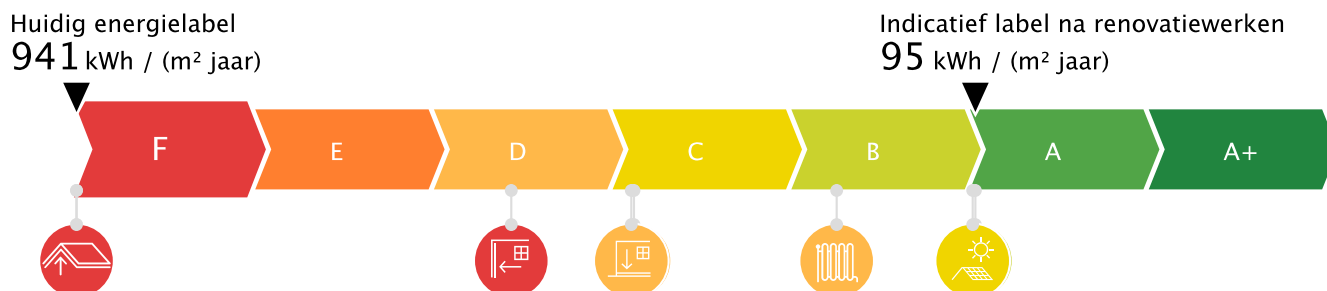 Huidig energielabel
941 kWh / (m² jaar)
Indicatief label na renovatiewerken
95 kWh / (m² jaar)
F E D C B A A+